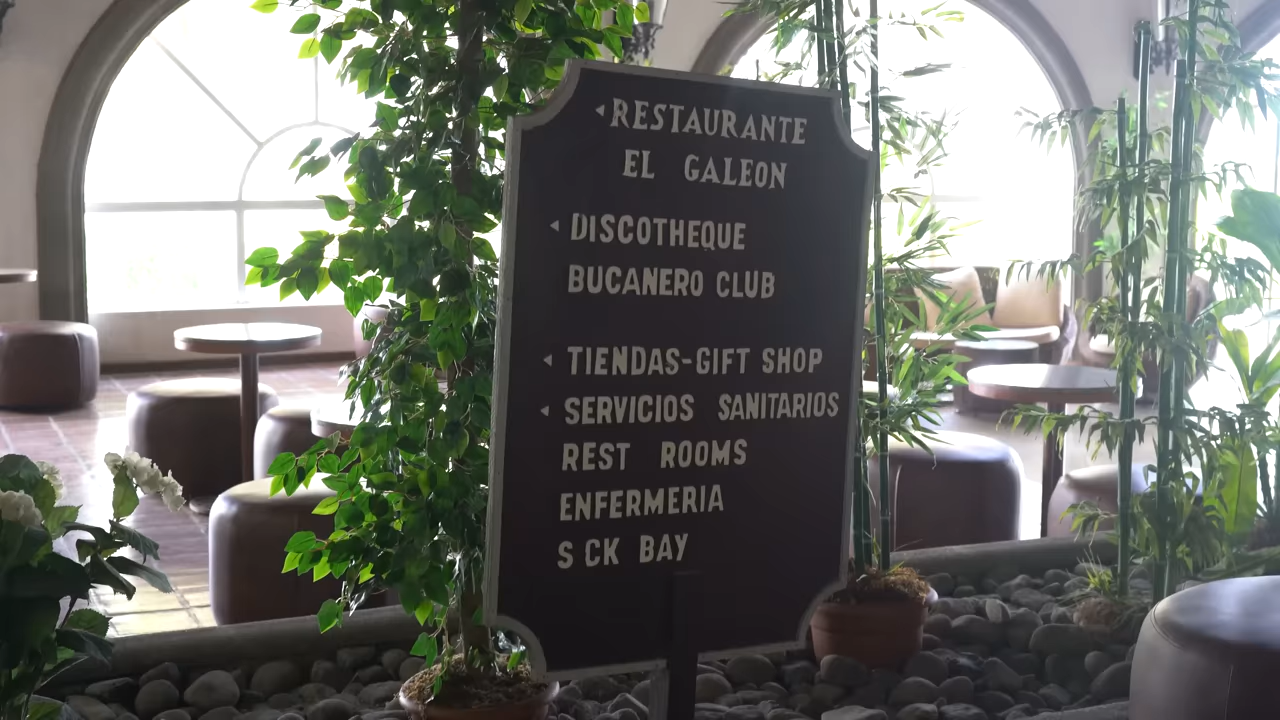 RESTAURANTE
EL GALEON
DISCOTHEQUE
BUCANERO CLUB
TIENDAS-GIFT SHOP
SERVICIOS SANITARIOS
REST ROOMS
ENFERMERIA
S CK BAY